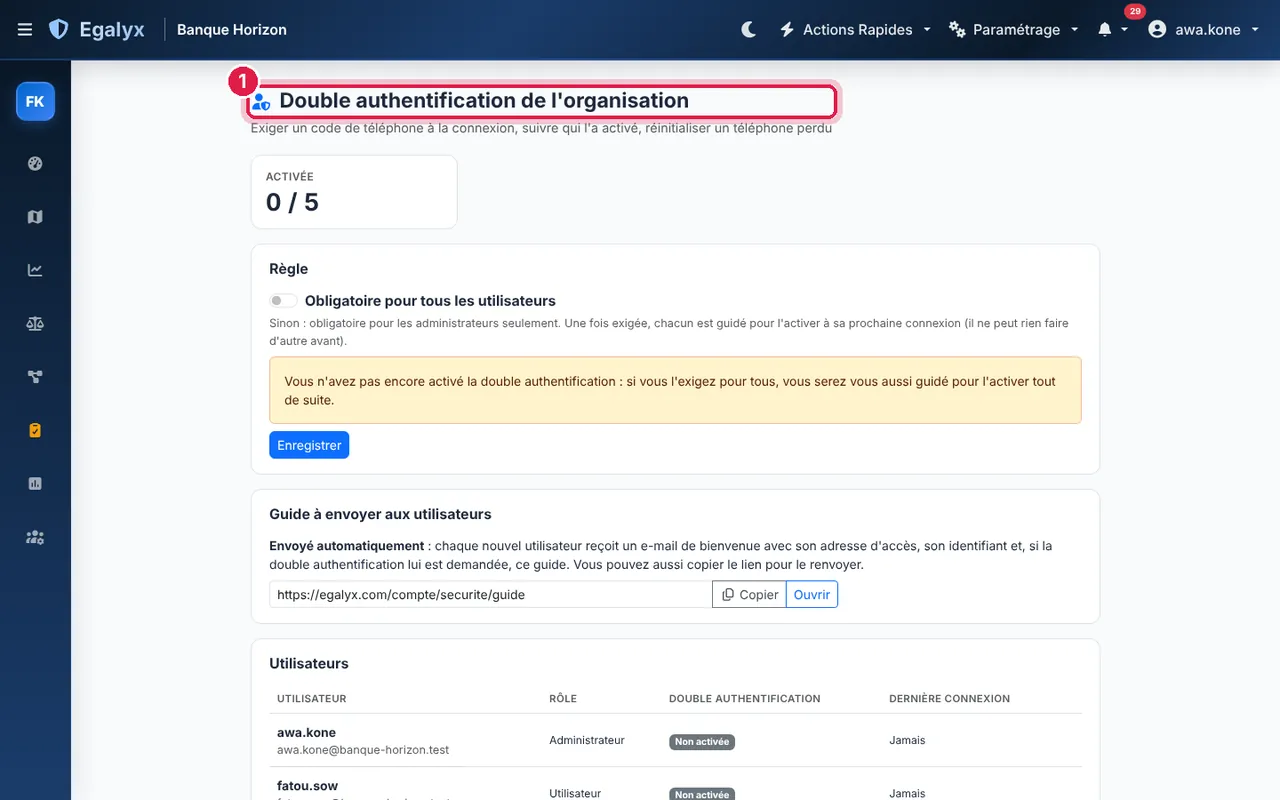 Egalyx
Banque Horizon
Actions Rapides
Paramétrage
29
awa.kone
FK
1
Double authentification de l'organisation
Exiger un code de téléphone à la connexion, suivre qui l'a activé, réinitialiser un téléphone perdu
ACTIVÉE
0 / 5
Règle
Obligatoire pour tous les utilisateurs
Sinon : obligatoire pour les administrateurs seulement. Une fois exigée, chacun est guidé pour l'activer à sa prochaine connexion (il ne peut rien faire
d'autre avant).
Vous n'avez pas encore activé la double authentification : si vous l'exigez pour tous, vous serez vous aussi guidé pour l'activer tout
de suite.
Enregistrer
Guide à envoyer aux utilisateurs
Envoyé automatiquement : chaque nouvel utilisateur reçoit un e-mail de bienvenue avec son adresse d'accès, son identifiant et, si la
double authentification lui est demandée, ce guide. Vous pouvez aussi copier le lien pour le renvoyer.
https://egalyx.com/compte/securite/guide
Copier
Ouvrir
Utilisateurs
UTILISATEUR RÔLE DOUBLE AUTHENTIFICATION DERNIÈRE CONNEXION
awa.kone
awa.kone@banque-horizon.test
Administrateur
Non activée
Jamais
fatou.sow
Utilisateur
Non activée
Jamais